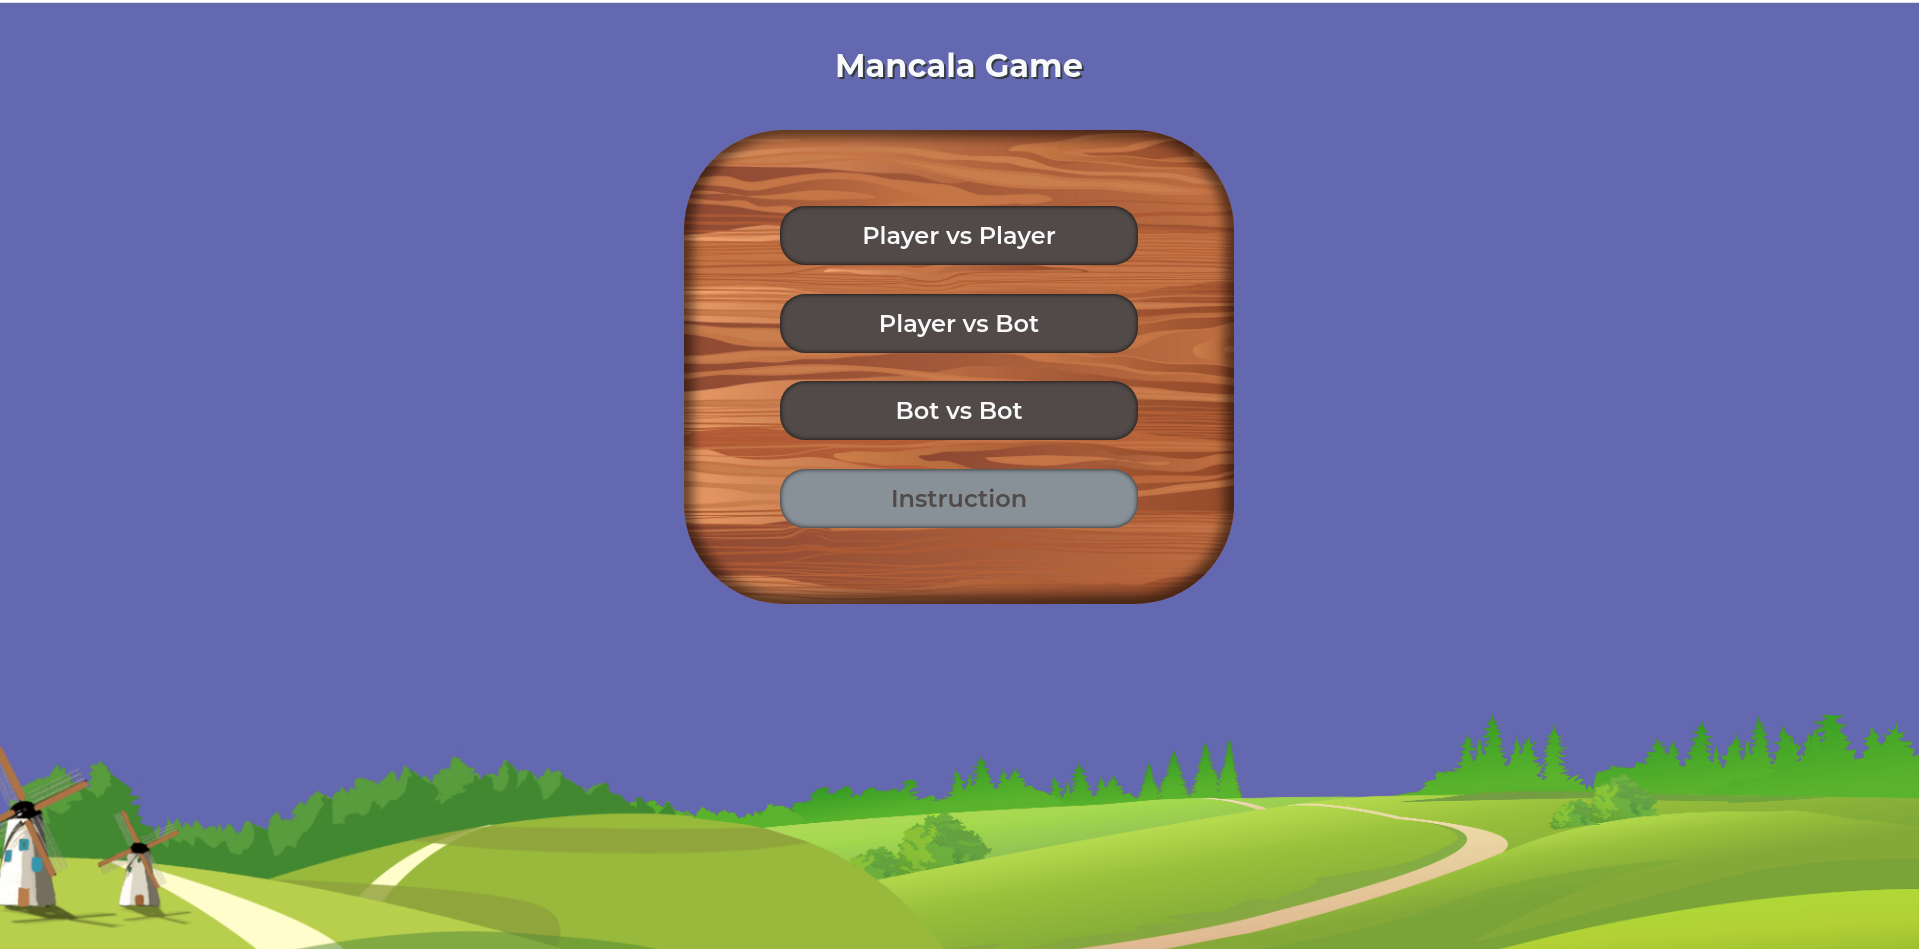 Mancala Game
Player vs Player
Player vs Bot
Bot vs Bot
Instruction